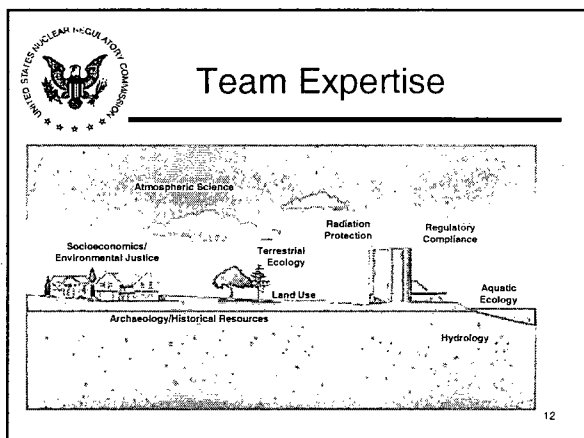 UNITED STATES NUCLEAR REGULATORY COMMISSION
Team Expertise
Atmospheric Science
Radiation
Protection
Regulatory
Compliance
Socioeconomics/
Environmental Justice
Terrestrial
Ecology
Land Use
Aquatic
Ecology
Archaeology/Historical Resources
Hydrology
12